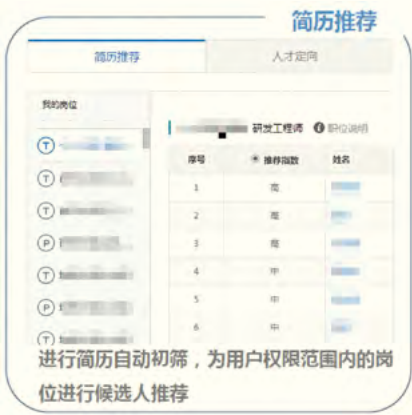 简历推荐
简历推荐 人才定向
我的岗位
研发工程师 职位说明
序号 推荐指数 姓名
T
T 1 高
T 2 高
P 3 高
T 4 中
P 5 中
T 6 中
进行简历自动初筛，为用户权限范围内的岗
位进行候选人推荐